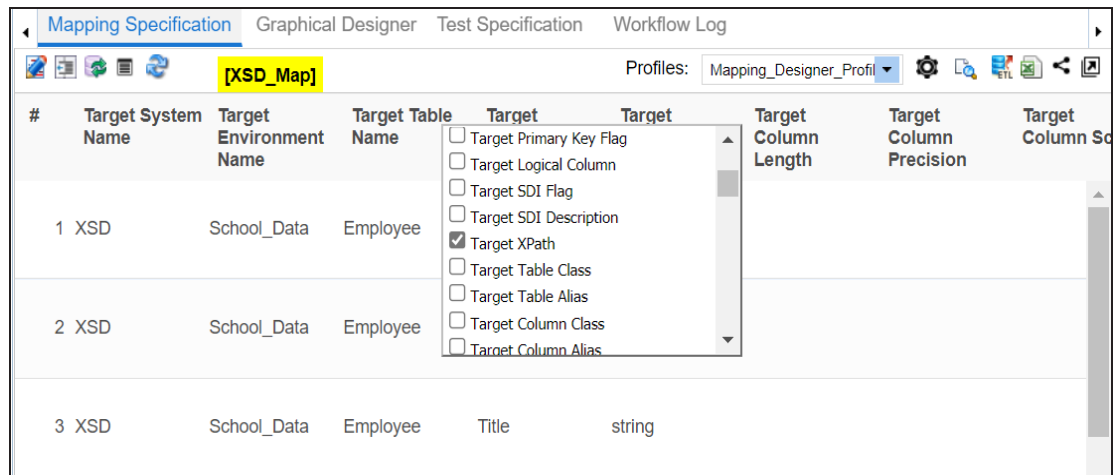 Mapping Specification Graphical Designer Test Specification Workflow Log
[XSD_Map] Profiles: Mapping_Designer_Profil ETL
# Target System Name Target Environment Name Target Table Name Target Target Target Column Length Target Column Precision Target Column Sc
Target Primary Key Flag
Target Logical Column
Target SDI Flag
Target SDI Description
Target XPath
Target Table Class
Target Table Alias
Target Column Class
Target Column Alias
1 XSD School_Data Employee
2 XSD School_Data Employee
3 XSD School_Data Employee Title string